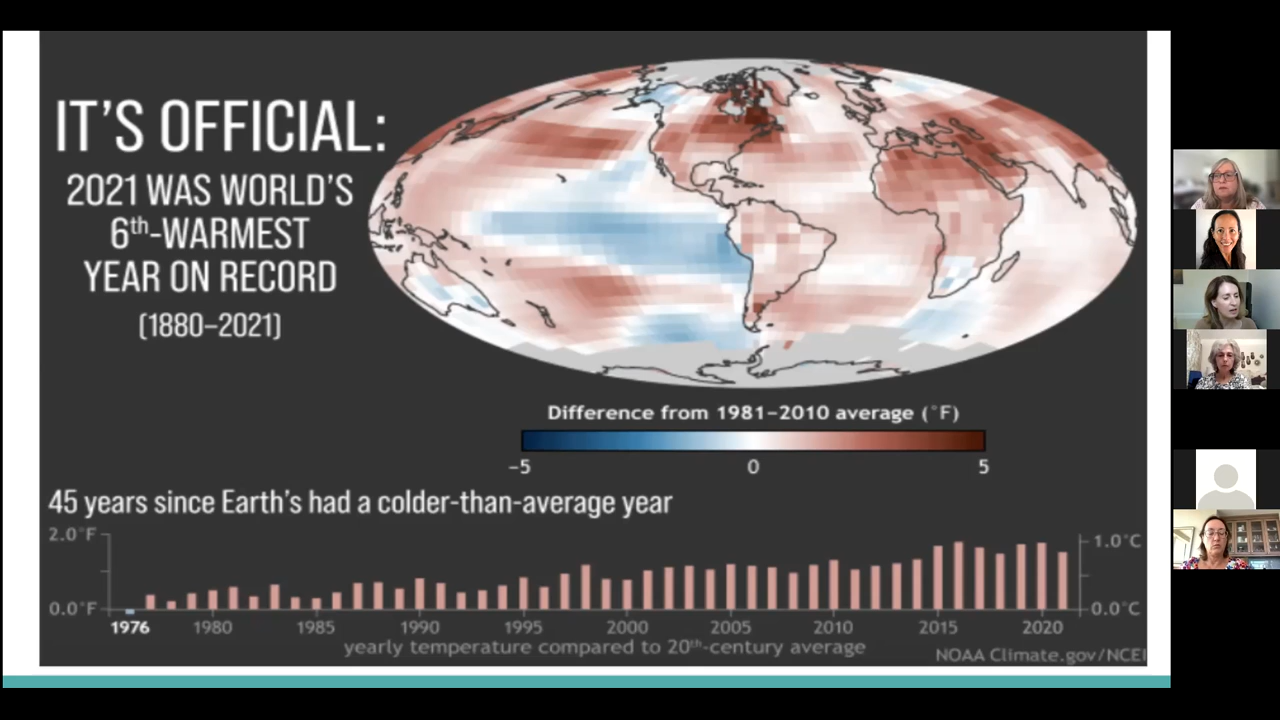 IT'S OFFICIAL:
2021 WAS WORLD'S
6th-WARMEST
YEAR ON RECORD
(1880–2021)
Difference from 1981–2010 average (°F)
−5 0 5
45 years since Earth's had a colder-than-average year
2.0°F 1.0°C
0.0°F 0.0°C
1976 1980 1985 1990 1995 2000 2005 2010 2015 2020
yearly temperature compared to 20th-century average
NOAA Climate.gov/NCEI